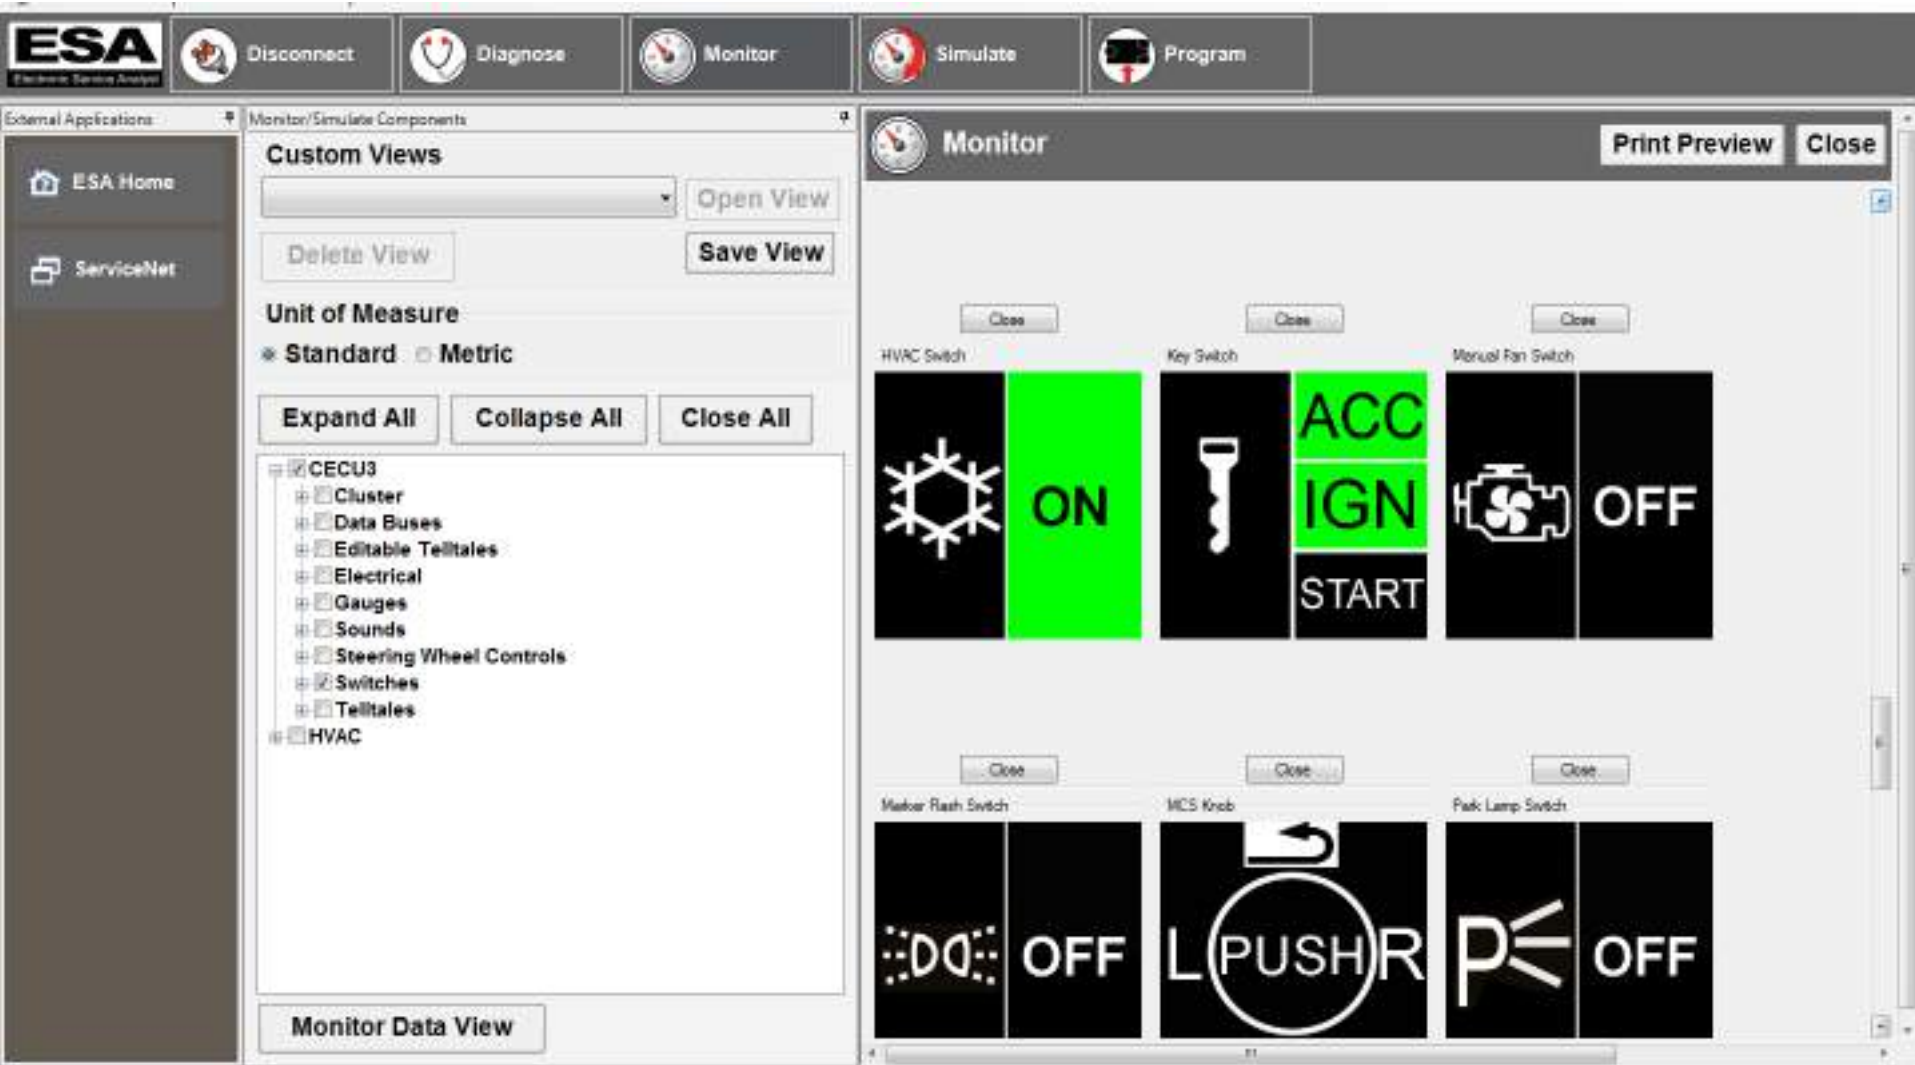 ESA
Electronic Service Analyst
Disconnect
Diagnose
Monitor
Simulate
Program
External Applications
ESA Home
ServiceNet
Monitor/Simulate Components
Custom Views
Open View
Delete View
Save View
Unit of Measure
Standard Metric
Expand All
Collapse All
Close All
CECU3
Cluster
Data Buses
Editable Telltales
Electrical
Gauges
Sounds
Steering Wheel Controls
Switches
Telltales
HVAC
Monitor Data View
Monitor
Print Preview
Close
Close
Close
Close
HVAC Switch
Key Switch
Manual Fan Switch
ON
ACC
IGN
START
OFF
Close
Close
Close
Marker Flash Switch
MCS Knob
Park Lamp Switch
OFF
L PUSH R
P OFF